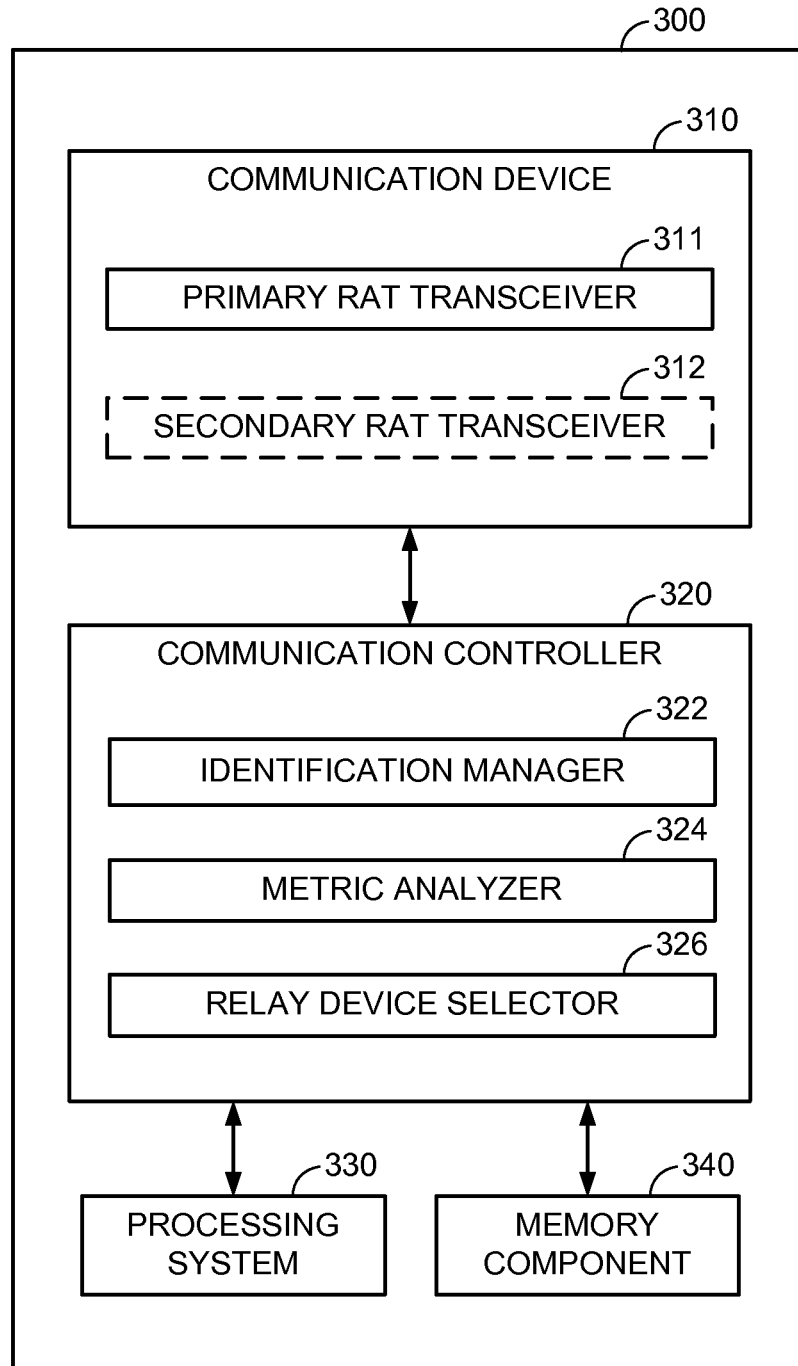 300
310
COMMUNICATION DEVICE
311
PRIMARY RAT TRANSCEIVER
312
SECONDARY RAT TRANSCEIVER
320
COMMUNICATION CONTROLLER
322
IDENTIFICATION MANAGER
324
METRIC ANALYZER
326
RELAY DEVICE SELECTOR
330
PROCESSING
SYSTEM
340
MEMORY
COMPONENT